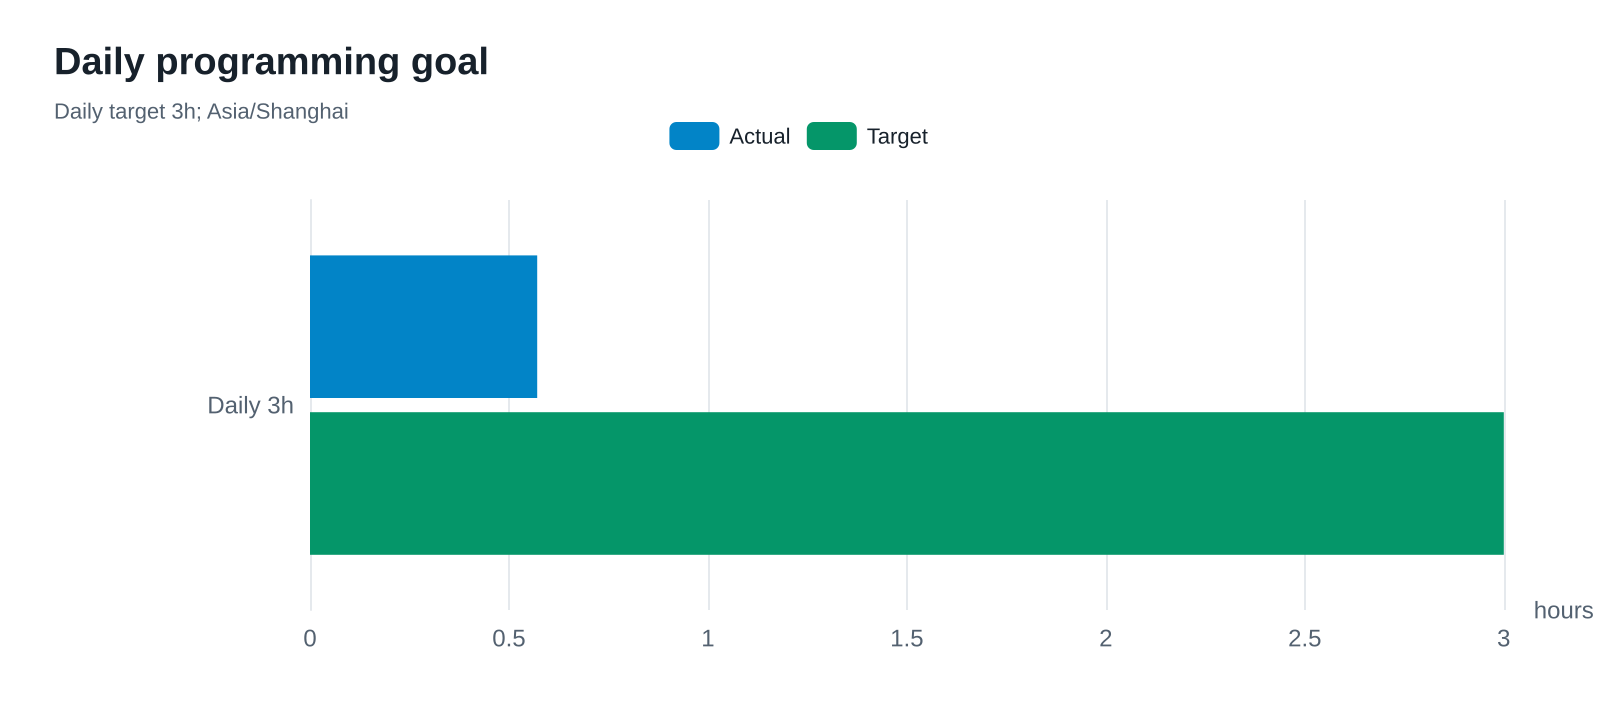 Daily programming goal
Daily target 3h; Asia/Shanghai
Actual Target
Daily 3h
hours
0 0.5 1 1.5 2 2.5 3